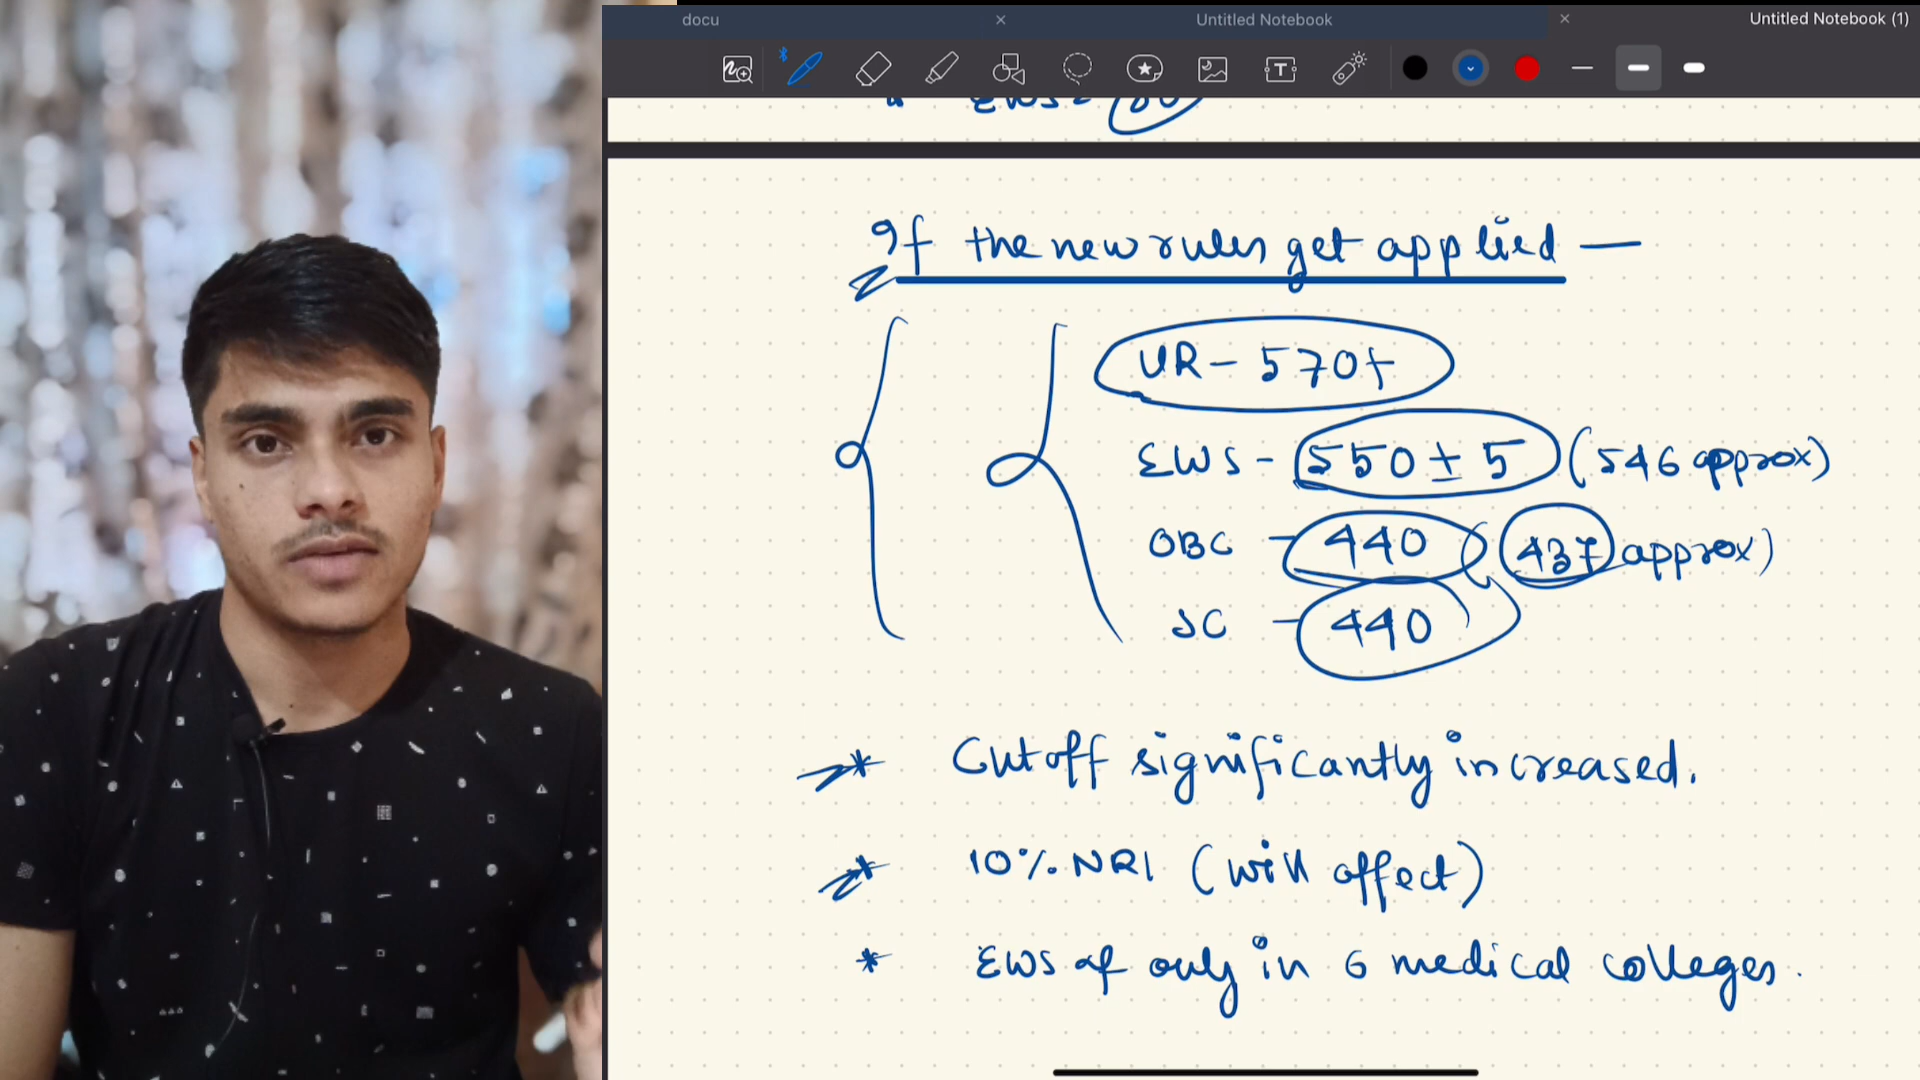 docu
Untitled Notebook
Untitled Notebook (1)
T
If the new rules get applied —
UR - 570+
EWS - 550 ± 5 (546 approx)
OBC - 440 (437 approx)
SC - 440
* Cutoff significantly increased.
* 10% NRI (will affect)
* EWS of only in 6 medical colleges.